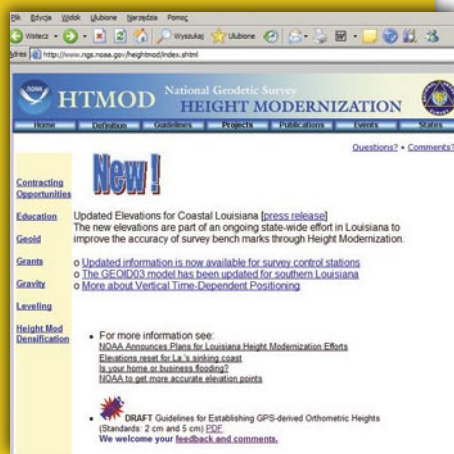 Plik Edycja Widok Ulubione Narzędzia Pomoc
Wstecz Wyszukaj Ulubione
Adres http://www.ngs.noaa.gov/heightmod/index.shtml
NOAA
HTMOD National Geodetic Survey
HEIGHT MODERNIZATION
Home Definition Guidelines Projects Publications Events States
Questions? • Comments?
New!
Contracting
Opportunities
Education
Geoid
Grants
Gravity
Leveling
Height Mod
Densification
Updated Elevations for Coastal Louisiana [press release]
The new elevations are part of an ongoing state-wide effort in Louisiana to
improve the accuracy of survey bench marks through Height Modernization.
o Updated information is now available for survey control stations
o The GEOID03 model has been updated for southern Louisiana
o More about Vertical Time-Dependent Positioning
• For more information see:
NOAA Announces Plans for Louisiana Height Modernization Efforts
Elevations reset for La.'s sinking coast
Is your home or business flooding?
NOAA to get more accurate elevation points
• DRAFT Guidelines for Establishing GPS-derived Orthometric Heights
(Standards: 2 cm and 5 cm) PDF
We welcome your feedback and comments.